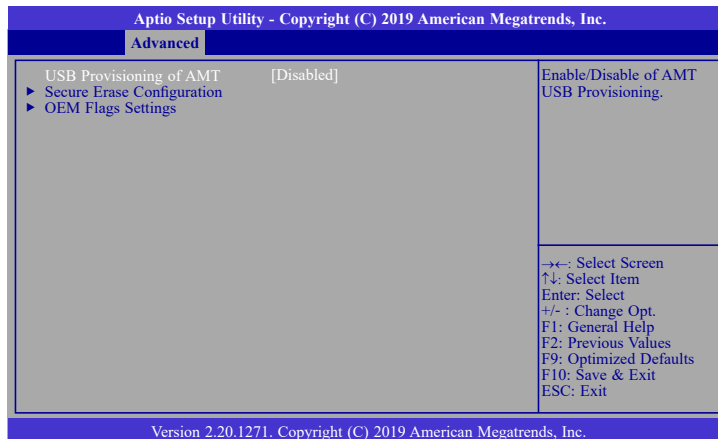 Aptio Setup Utility - Copyright (C) 2019 American Megatrends, Inc.
Advanced
USB Provisioning of AMT [Disabled]
► Secure Erase Configuration
► OEM Flags Settings
Enable/Disable of AMT
USB Provisioning.
→←: Select Screen
↑↓: Select Item
Enter: Select
+/- : Change Opt.
F1: General Help
F2: Previous Values
F9: Optimized Defaults
F10: Save & Exit
ESC: Exit
Version 2.20.1271. Copyright (C) 2019 American Megatrends, Inc.